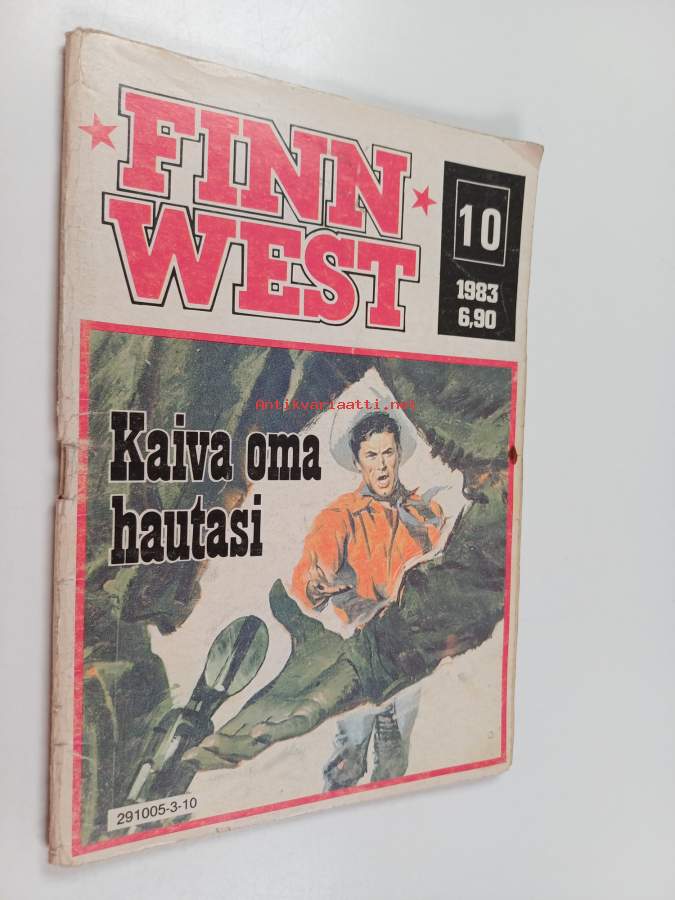 FINN
WEST
10
1983
6,90
Antikvariaatti.net
Kaiva oma
hautasi
291005-3-10